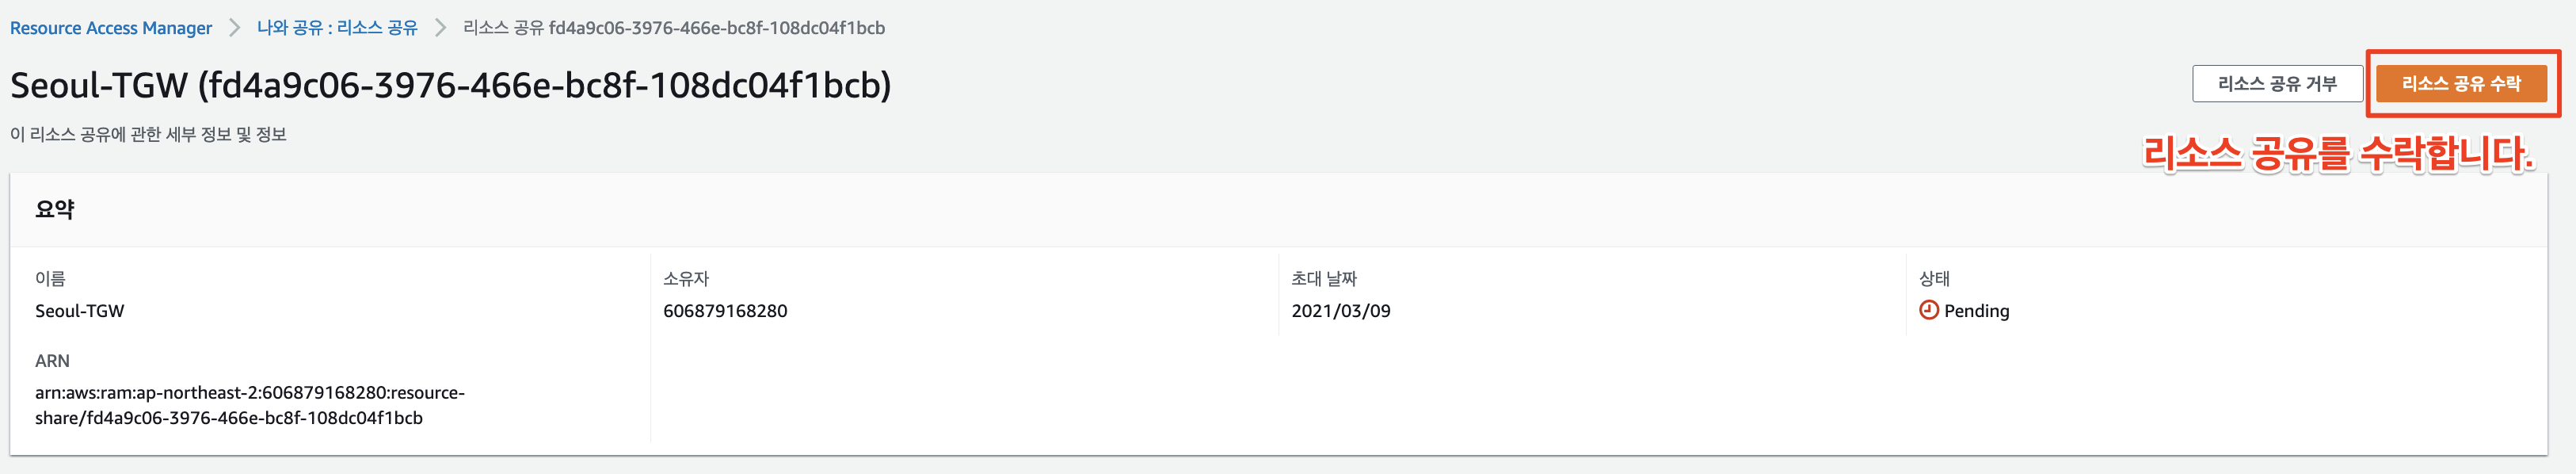 Resource Access Manager > 나와 공유 : 리소스 공유 > 리소스 공유 fd4a9c06-3976-466e-bc8f-108dc04f1bcb
Seoul-TGW (fd4a9c06-3976-466e-bc8f-108dc04f1bcb)
리소스 공유 거부
리소스 공유 수락
이 리소스 공유에 관한 세부 정보 및 정보
리소스 공유를 수락합니다.
요약
이름
Seoul-TGW
소유자
606879168280
초대 날짜
2021/03/09
상태
Pending
ARN
arn:aws:ram:ap-northeast-2:606879168280:resource-
share/fd4a9c06-3976-466e-bc8f-108dc04f1bcb